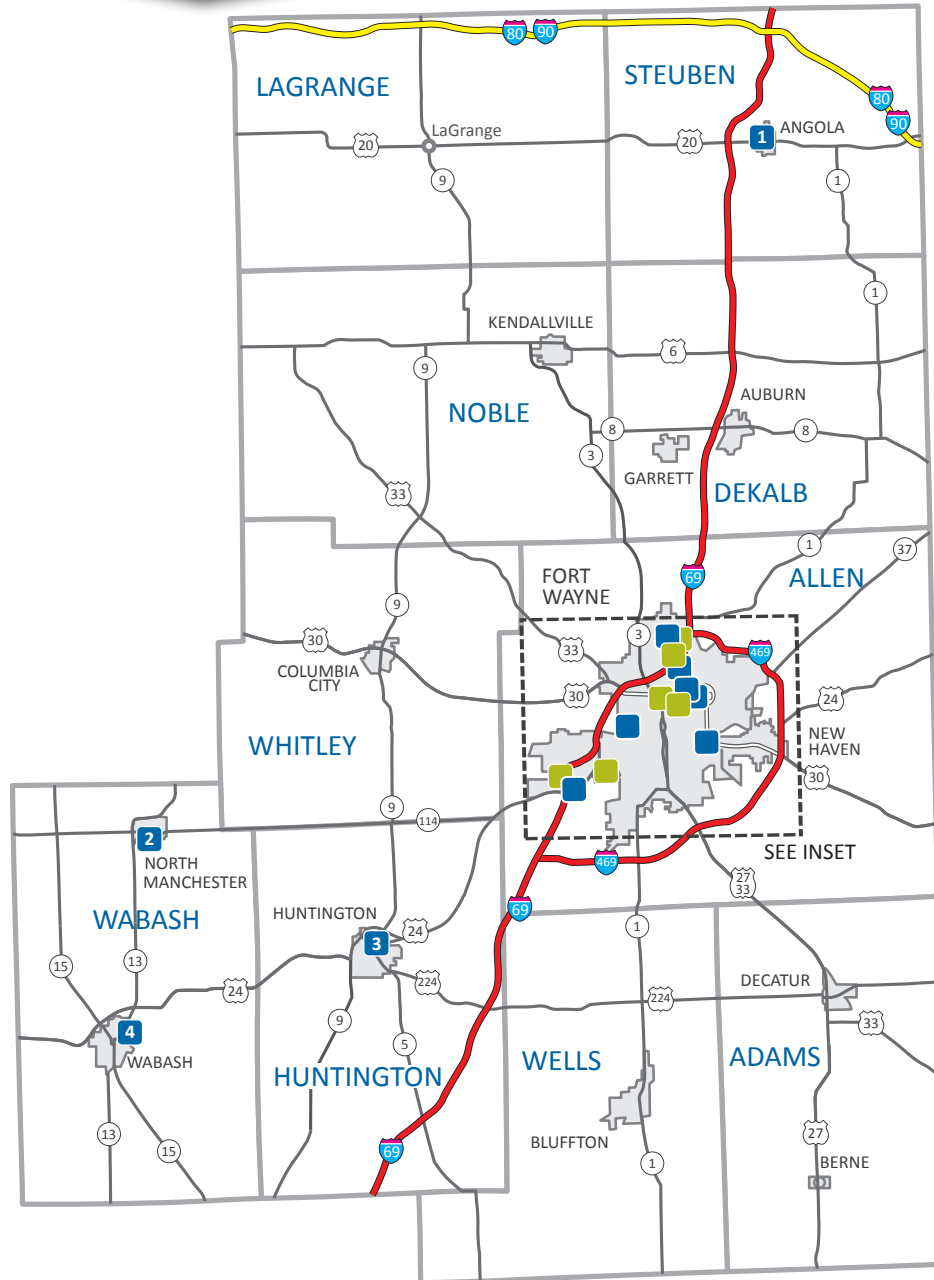 80
90
LAGRANGE
STEUBEN
80
90
LaGrange
20
20
1
ANGOLA
9
1
1
KENDALLVILLE
6
9
AUBURN
NOBLE
8
8
3
GARRETT
33
DEKALB
1
37
69
ALLEN
FORT
WAYNE
9
30
3
33
469
COLUMBIA
CITY
30
24
WHITLEY
NEW
HAVEN
30
9
114
2
SEE INSET
469
NORTH
MANCHESTER
27
33
WABASH
HUNTINGTON
69
24
1
3
15
13
24
224
224
DECATUR
9
33
4
5
WABASH
WELLS
ADAMS
HUNTINGTON
13
15
69
BLUFFTON
27
1
BERNE